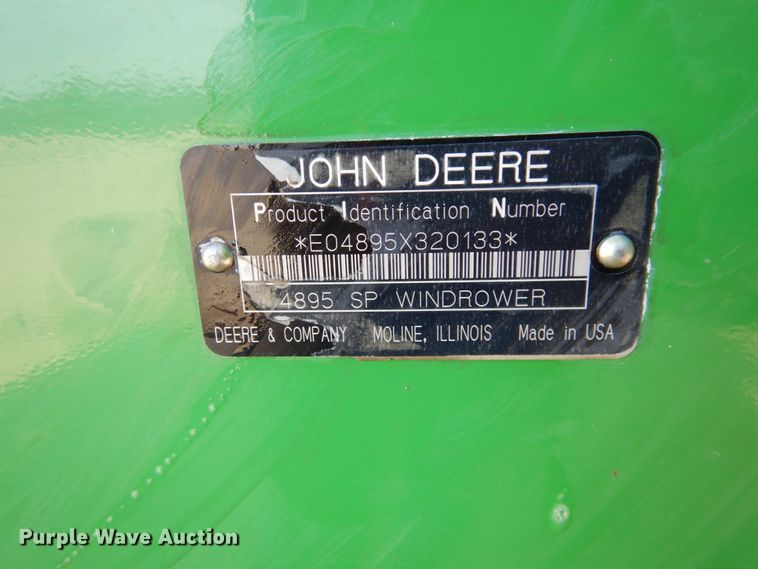 JOHN DEERE
Product Identification Number
*E04895X320133*
4895 SP WINDROWER
DEERE & COMPANY MOLINE, ILLINOIS Made in USA
Purple Wave Auction